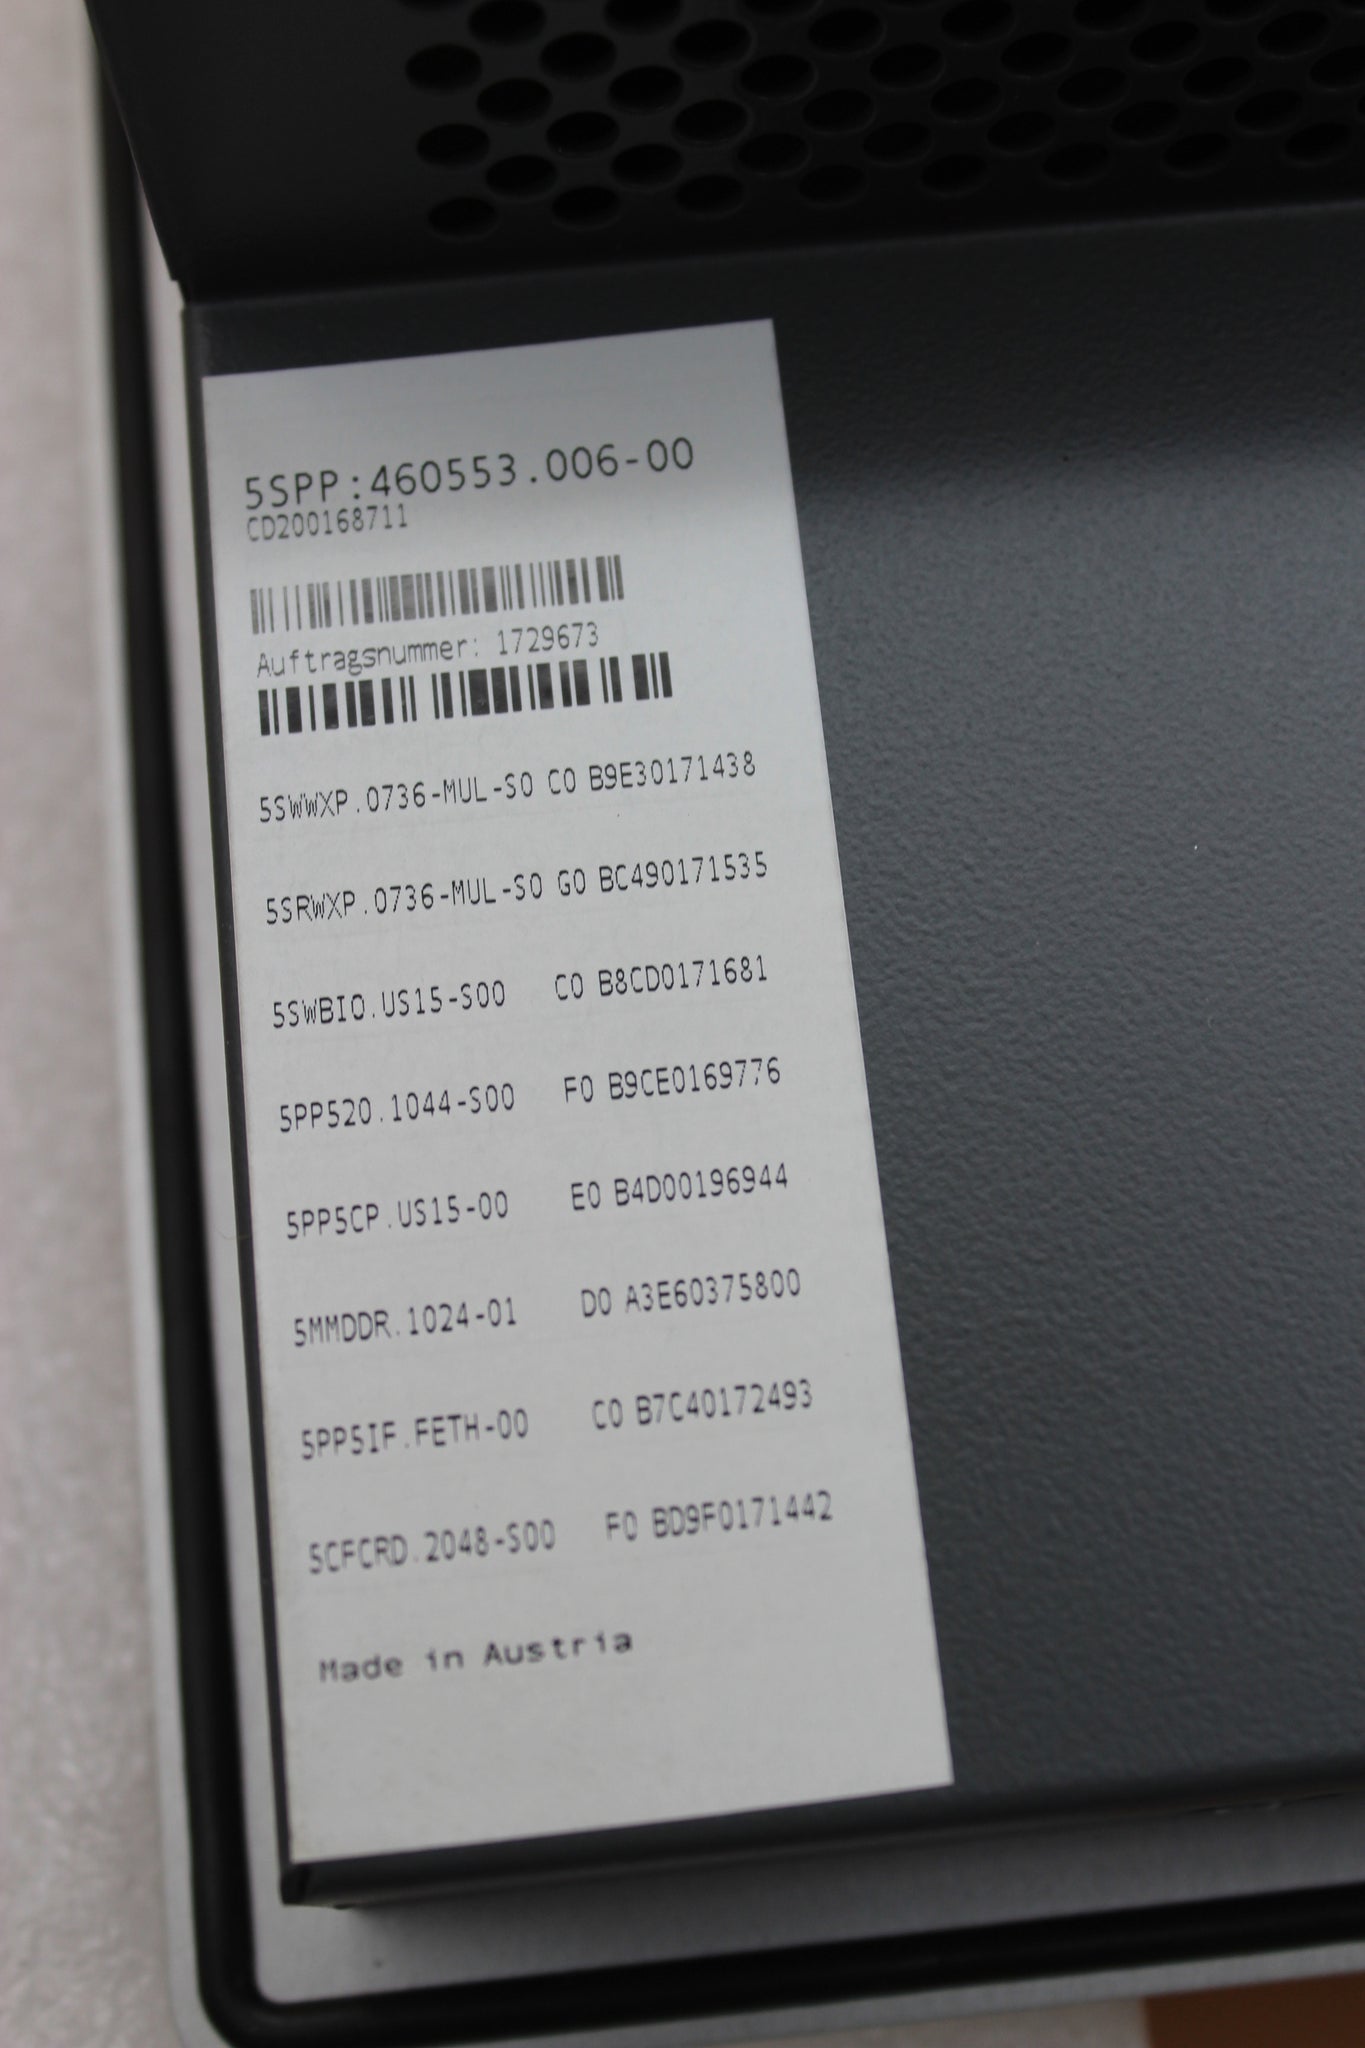 5SPP:460553.006-00
CD200168711
Auftragsnummer: 1729673
5SWWXP.0736-MUL-S0 C0 B9E30171438
5SRWXP.0736-MUL-S0 G0 BC490171535
5SWBIO.US15-S00 C0 B8CD0171681
5PP520.1044-S00 F0 B9CE0169776
5PP5CP.US15-00 E0 B4D00196944
5MMDDR.1024-01 D0 A3E60375800
5PP5IF.FETH-00 C0 B7C40172493
5CFCRD.2048-S00 F0 BD9F0171442
Made in Austria